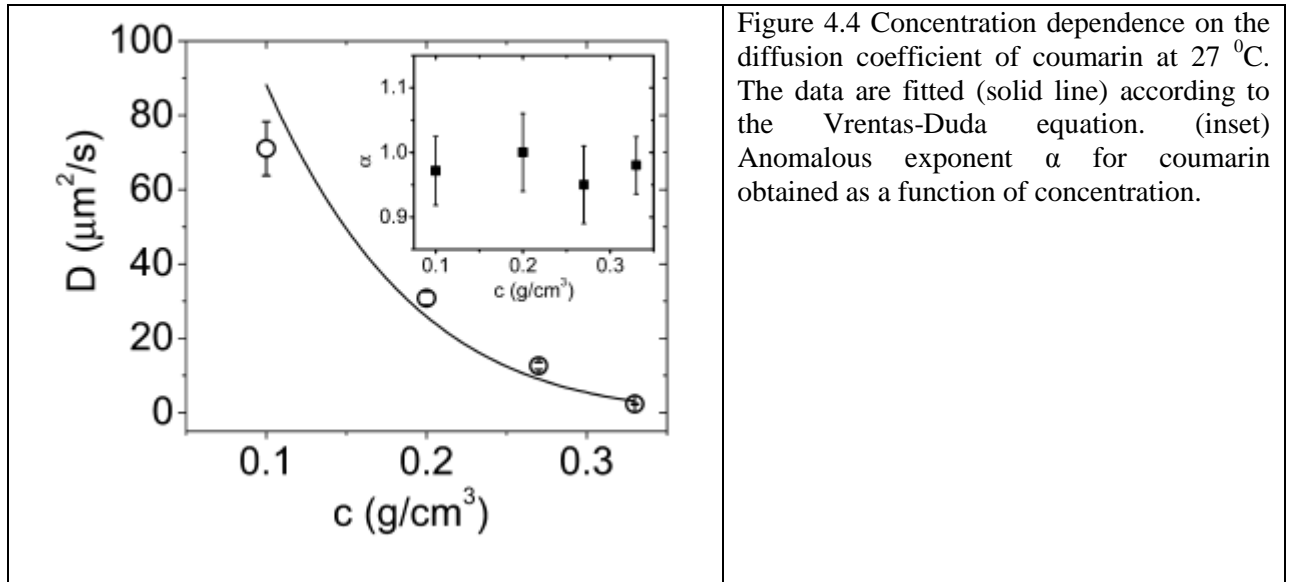 100
80
60
40
20
0
D (μm²/s)
0.1
0.2
0.3
c (g/cm³)
1.1
1.0
0.9
α
0.1
0.2
0.3
c (g/cm³)
Figure 4.4 Concentration dependence on the
diffusion coefficient of coumarin at 27 ⁰C.
The data are fitted (solid line) according to
the Vrentas-Duda equation. (inset)
Anomalous exponent α for coumarin
obtained as a function of concentration.